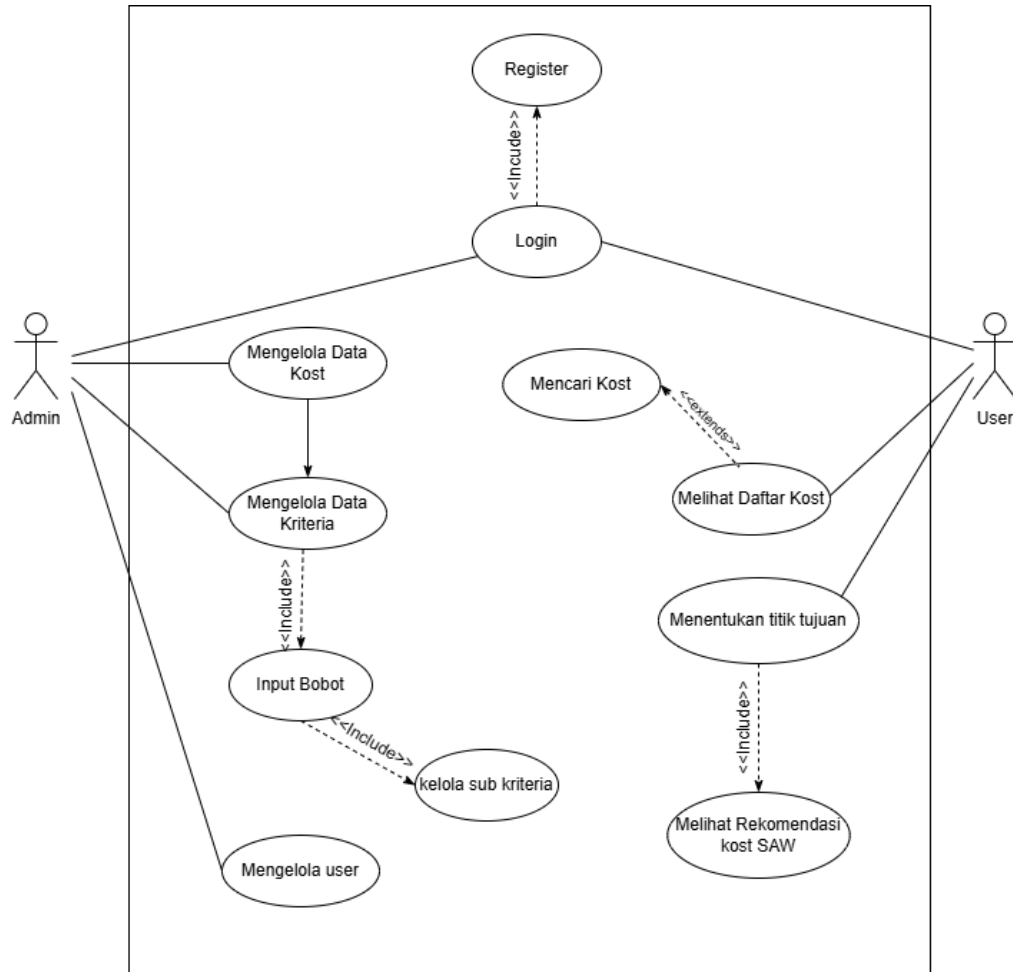 Register
<<Incude>>
Login
Admin
User
Mengelola Data
Kost
Mencari Kost
<<extends>>
Melihat Daftar Kost
Mengelola Data
Kriteria
<<Include>>
Menentukan titik tujuan
Input Bobot
<<Include>>
<<Include>>
kelola sub kriteria
Melihat Rekomendasi
kost SAW
Mengelola user